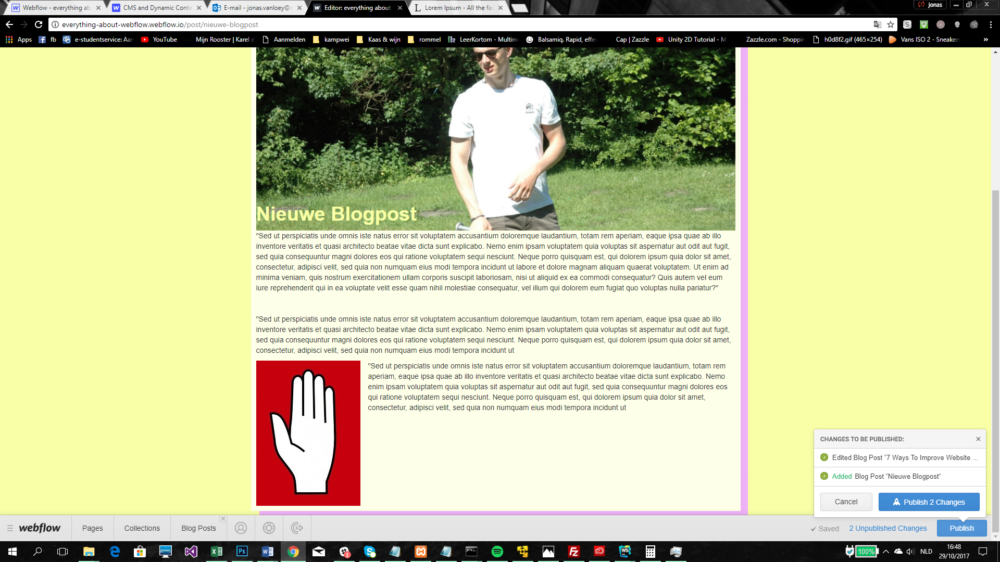 Webflow - everything ab
CMS and Dynamic Conte
E-mail - jonas.vanloey@s
Editor: everything about
Lorem Ipsum - All the fac
jonas
everything-about-webflow.webflow.io/post/nieuwe-blogpost
Apps
fb
e-studentservice: Aan
YouTube
Mijn Rooster | Karel d
Aanmelden
kampwei
Kaas & wijn
rommel
LeerKortom - Multim
Balsamiq. Rapid, effe
Cap | Zazzle
Unity 2D Tutorial - M
Zazzle.com - Shoppin
h0d8f2.gif (465×254)
Vans ISO 2 - Sneaker
»
Nieuwe Blogpost
"Sed ut perspiciatis unde omnis iste natus error sit voluptatem accusantium doloremque laudantium, totam rem aperiam, eaque ipsa quae ab illo
inventore veritatis et quasi architecto beatae vitae dicta sunt explicabo. Nemo enim ipsam voluptatem quia voluptas sit aspernatur aut odit aut fugit,
sed quia consequuntur magni dolores eos qui ratione voluptatem sequi nesciunt. Neque porro quisquam est, qui dolorem ipsum quia dolor sit amet,
consectetur, adipisci velit, sed quia non numquam eius modi tempora incidunt ut labore et dolore magnam aliquam quaerat voluptatem. Ut enim ad
minima veniam, quis nostrum exercitationem ullam corporis suscipit laboriosam, nisi ut aliquid ex ea commodi consequatur? Quis autem vel eum
iure reprehenderit qui in ea voluptate velit esse quam nihil molestiae consequatur, vel illum qui dolorem eum fugiat quo voluptas nulla pariatur?"
"Sed ut perspiciatis unde omnis iste natus error sit voluptatem accusantium doloremque laudantium, totam rem aperiam, eaque ipsa quae ab illo
inventore veritatis et quasi architecto beatae vitae dicta sunt explicabo. Nemo enim ipsam voluptatem quia voluptas sit aspernatur aut odit aut fugit,
sed quia consequuntur magni dolores eos qui ratione voluptatem sequi nesciunt. Neque porro quisquam est, qui dolorem ipsum quia dolor sit amet,
consectetur, adipisci velit, sed quia non numquam eius modi tempora incidunt ut
"Sed ut perspiciatis unde omnis iste natus error sit voluptatem accusantium doloremque laudantium, totam rem
aperiam, eaque ipsa quae ab illo inventore veritatis et quasi architecto beatae vitae dicta sunt explicabo. Nemo
enim ipsam voluptatem quia voluptas sit aspernatur aut odit aut fugit, sed quia consequuntur magni dolores eos
qui ratione voluptatem sequi nesciunt. Neque porro quisquam est, qui dolorem ipsum quia dolor sit amet,
consectetur, adipisci velit, sed quia non numquam eius modi tempora incidunt ut
CHANGES TO BE PUBLISHED:
Edited Blog Post "7 Ways To Improve Website ...
Added Blog Post "Nieuwe Blogpost"
Cancel
Publish 2 Changes
webflow
Pages
Collections
Blog Posts
Saved
2 Unpublished Changes
Publish
100%
NLD
16:48
29/10/2017